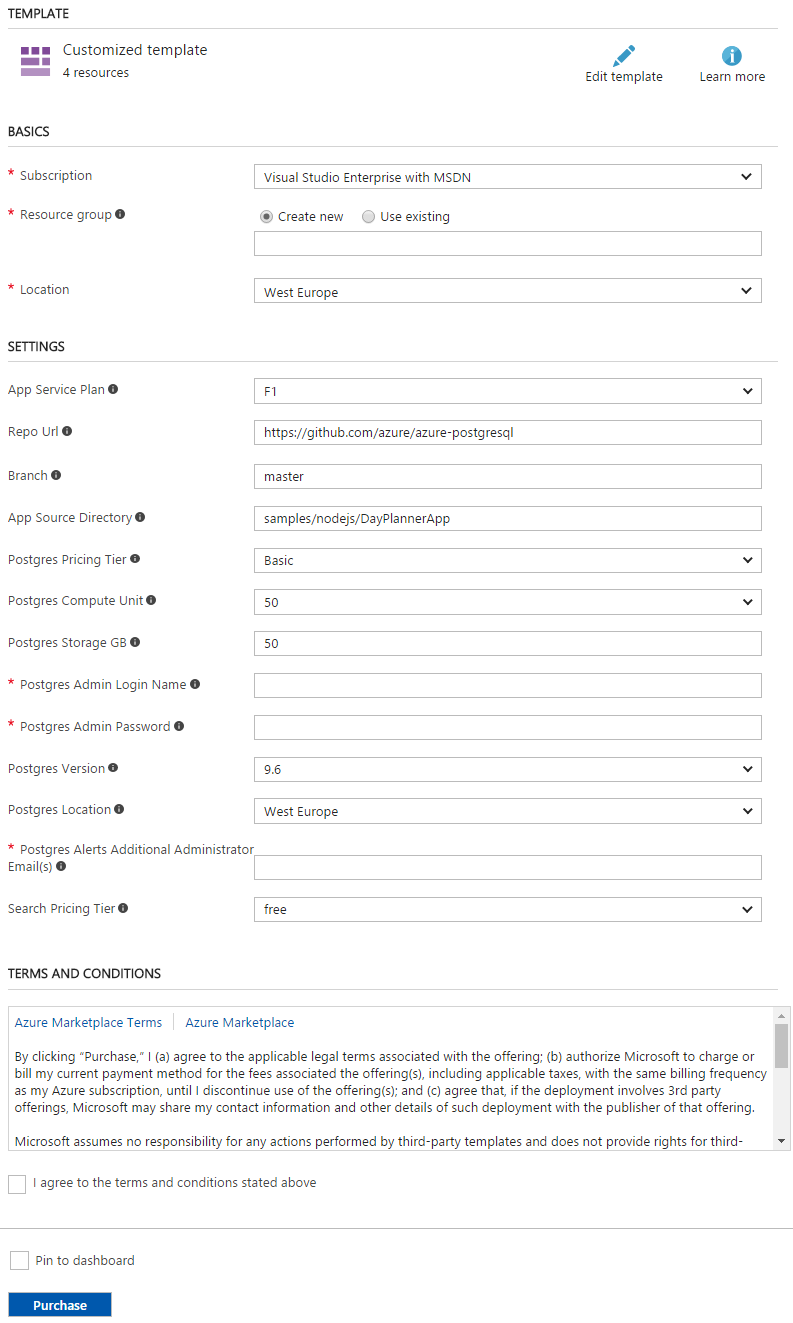 TEMPLATE
Customized template
4 resources
Edit template
Learn more
BASICS
* Subscription
Visual Studio Enterprise with MSDN
* Resource group
Create new
Use existing
* Location
West Europe
SETTINGS
App Service Plan
F1
Repo Url
https://github.com/azure/azure-postgresql
Branch
master
App Source Directory
samples/nodejs/DayPlannerApp
Postgres Pricing Tier
Basic
Postgres Compute Unit
50
Postgres Storage GB
50
* Postgres Admin Login Name
* Postgres Admin Password
Postgres Version
9.6
Postgres Location
West Europe
* Postgres Alerts Additional Administrator
Email(s)
Search Pricing Tier
free
TERMS AND CONDITIONS
Azure Marketplace Terms
Azure Marketplace
By clicking “Purchase,” I (a) agree to the applicable legal terms associated with the offering; (b) authorize Microsoft to charge or
bill my current payment method for the fees associated the offering(s), including applicable taxes, with the same billing frequency
as my Azure subscription, until I discontinue use of the offering(s); and (c) agree that, if the deployment involves 3rd party
offerings, Microsoft may share my contact information and other details of such deployment with the publisher of that offering.
Microsoft assumes no responsibility for any actions performed by third-party templates and does not provide rights for third-
I agree to the terms and conditions stated above
Pin to dashboard
Purchase